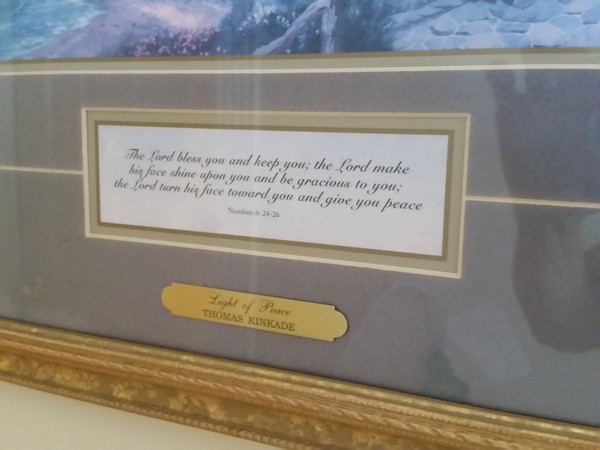 The Lord bless you and keep you; the Lord make
his face shine upon you and be gracious to you;
the Lord turn his face toward you and give you peace
Numbers 6: 24-26
Light of Peace
THOMAS KINKADE